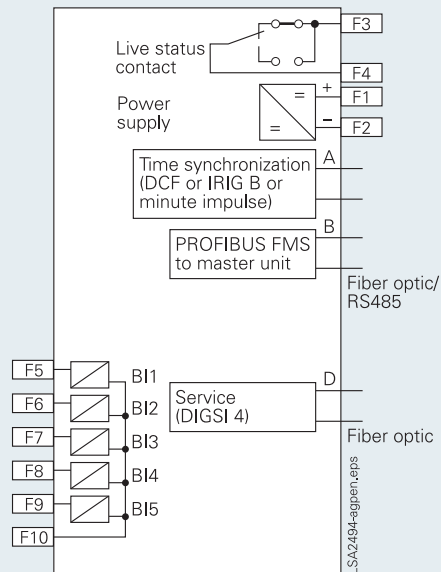 Live status
contact
F3
F4
Power
supply
=
=
+
−
F1
F2
Time synchronization
(DCF or IRIG B or
minute impulse)
A
PROFIBUS FMS
to master unit
B
Fiber optic/
RS485
F5
BI1
F6
BI2
F7
BI3
F8
BI4
F9
BI5
F10
Service
(DIGSI 4)
D
Fiber optic
LSA2494-agpen.eps